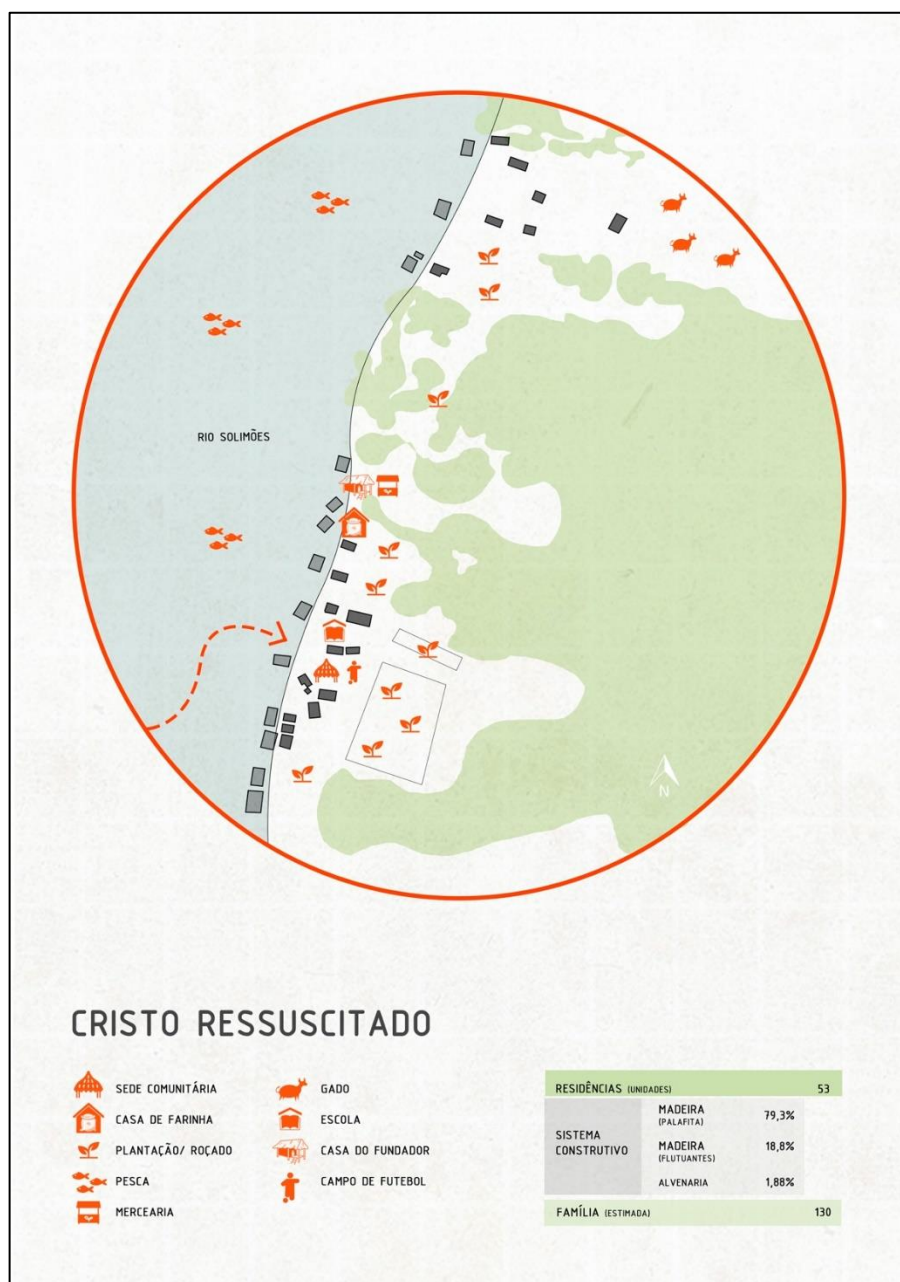 RIO SOLIMÕES
N
CRISTO RESSUSCITADO
SEDE COMUNITÁRIA
CASA DE FARINHA
PLANTAÇÃO/ ROÇADO
PESCA
MERCEARIA
GADO
ESCOLA
CASA DO FUNDADOR
CAMPO DE FUTEBOL
RESIDÊNCIAS (UNIDADES) 53
SISTEMA
CONSTRUTIVO
MADEIRA
(PALAFITA) 79,3%
MADEIRA
(FLUTUANTES) 18,8%
ALVENARIA 1,88%
FAMÍLIA (ESTIMADA) 130